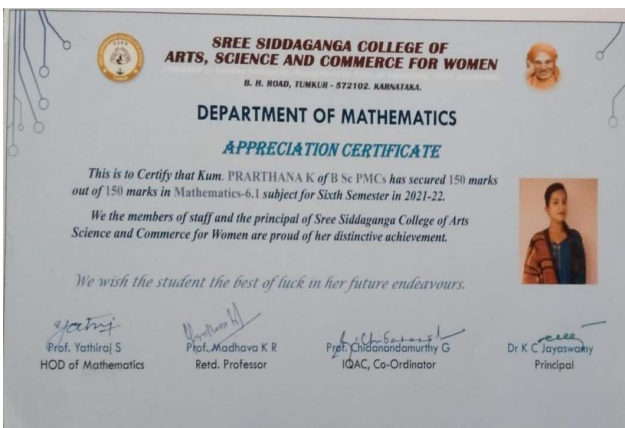 SREE SIDDAGANGA COLLEGE OF
ARTS, SCIENCE AND COMMERCE FOR WOMEN
B. H. ROAD, TUMKUR - 572102. KARNATAKA.
DEPARTMENT OF MATHEMATICS
APPRECIATION CERTIFICATE
This is to Certify that Kum. PRARTHANA K of B Sc PMCs has secured 150 marks
out of 150 marks in Mathematics-6.1 subject for Sixth Semester in 2021-22.
We the members of staff and the principal of Sree Siddaganga College of Arts
Science and Commerce for Women are proud of her distinctive achievement.
We wish the student the best of luck in her future endeavours.
Prof. Yathiraj S
HOD of Mathematics
Prof. Madhava K R
Retd. Professor
Prof. Chidanandamurthy G
IQAC, Co-Ordinator
Dr K C Jayaswamy
Principal